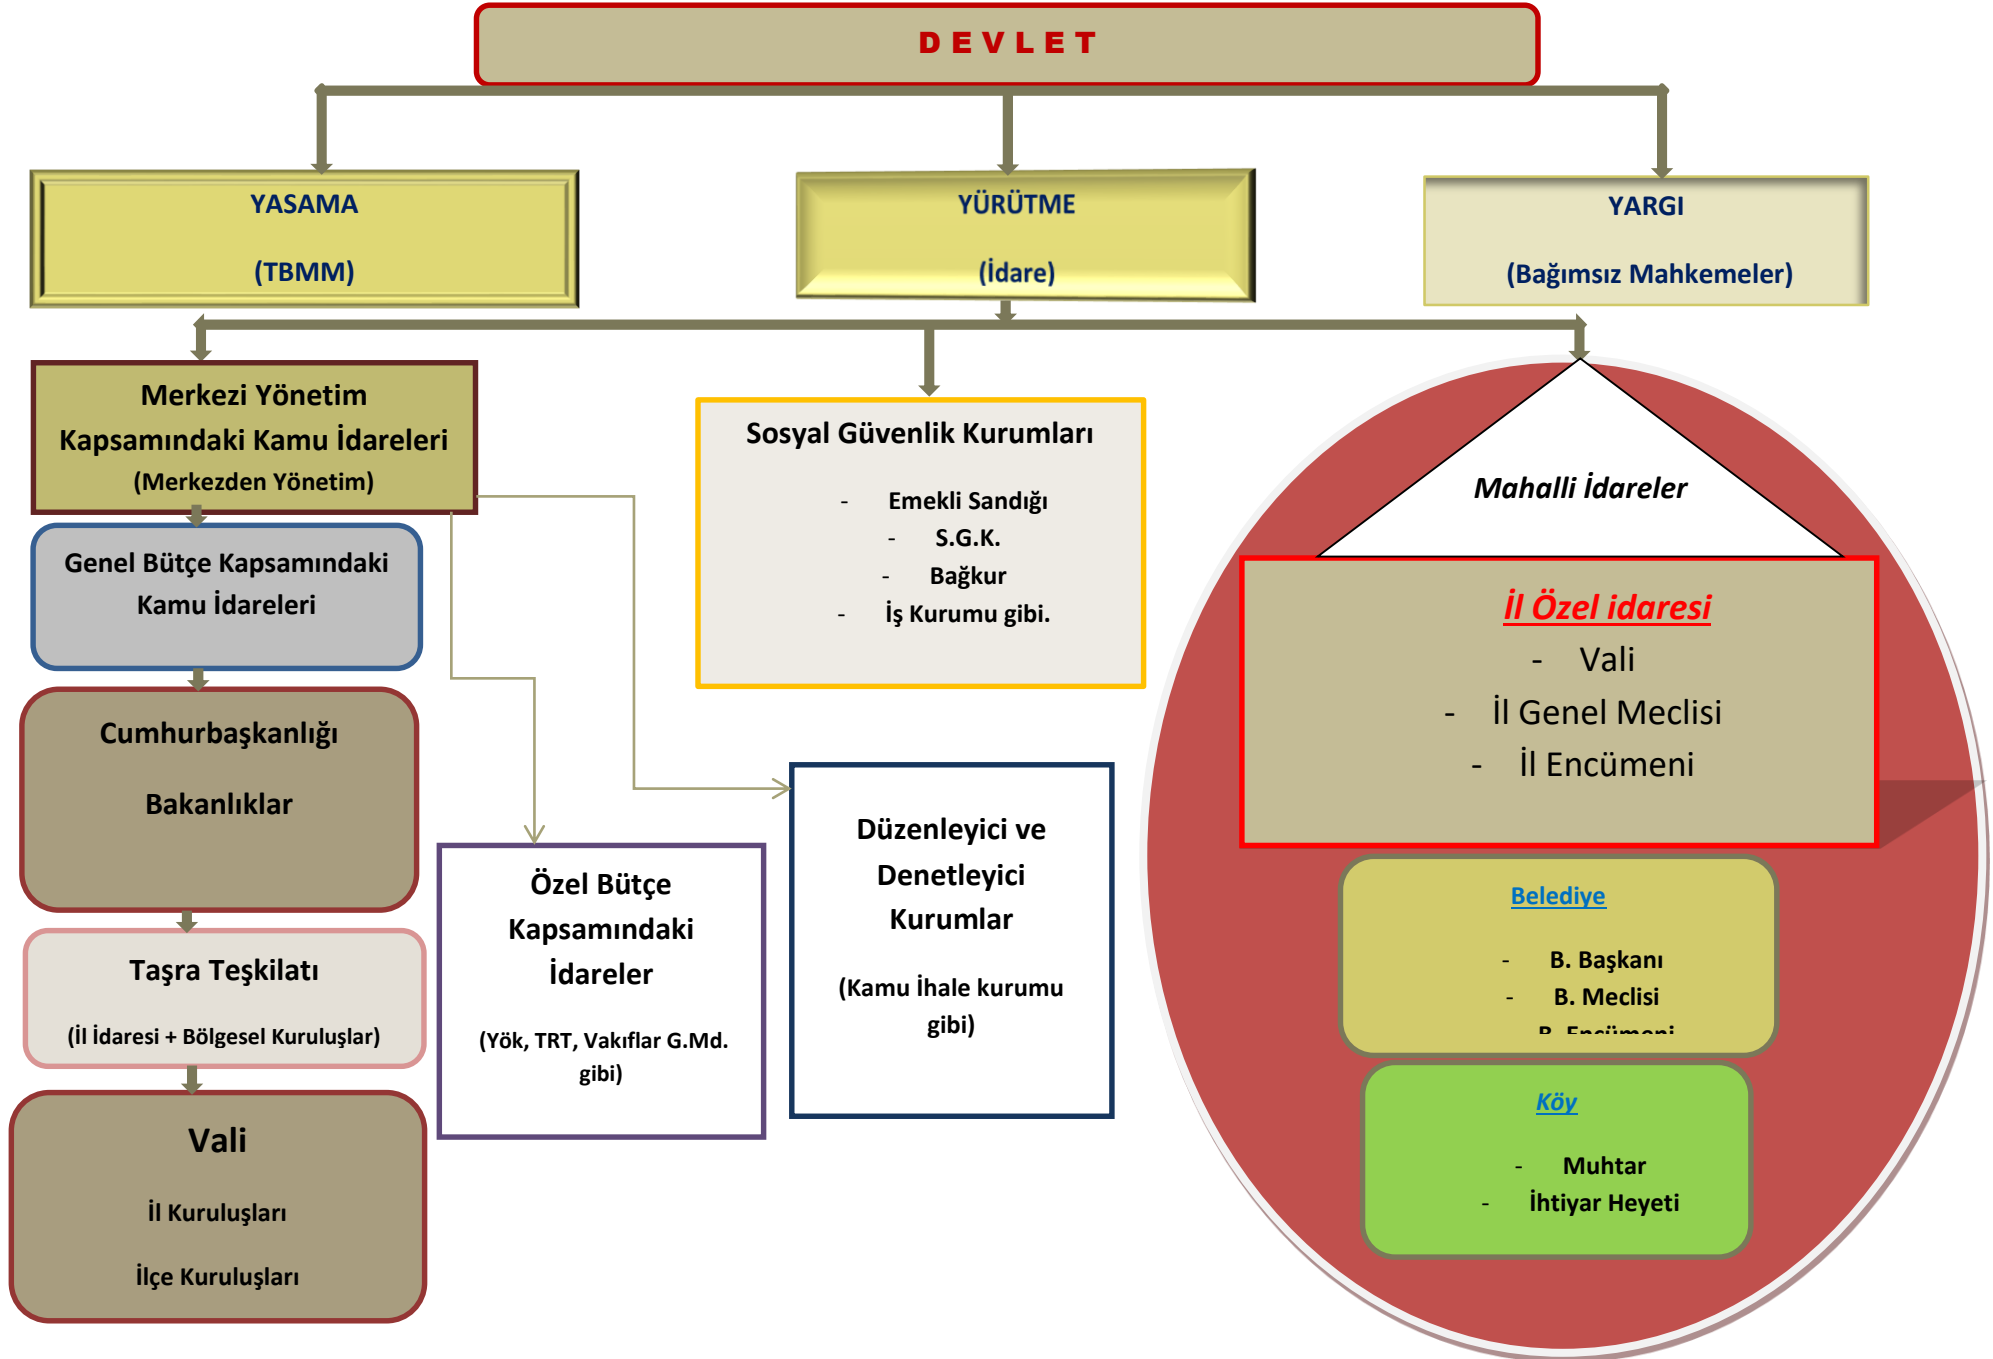 D E V L E T
YASAMA
(TBMM)
YÜRÜTME
(İdare)
YARGI
(Bağımsız Mahkemeler)
Merkezi Yönetim
Kapsamındaki Kamu İdareleri
(Merkezden Yönetim)
Genel Bütçe Kapsamındaki
Kamu İdareleri
Cumhurbaşkanlığı
Bakanlıklar
Taşra Teşkilatı
(İl İdaresi + Bölgesel Kuruluşlar)
Vali
İl Kuruluşları
İlçe Kuruluşları
Özel Bütçe
Kapsamındaki
İdareler
(Yök, TRT, Vakıflar G.Md.
gibi)
Düzenleyici ve
Denetleyici
Kurumlar
(Kamu İhale kurumu
gibi)
Sosyal Güvenlik Kurumları
- Emekli Sandığı
- S.G.K.
- Bağkur
- İş Kurumu gibi.
Mahalli İdareler
İl Özel idaresi
- Vali
- İl Genel Meclisi
- İl Encümeni
Belediye
- B. Başkanı
- B. Meclisi
B. Encümeni
Köy
- Muhtar
- İhtiyar Heyeti